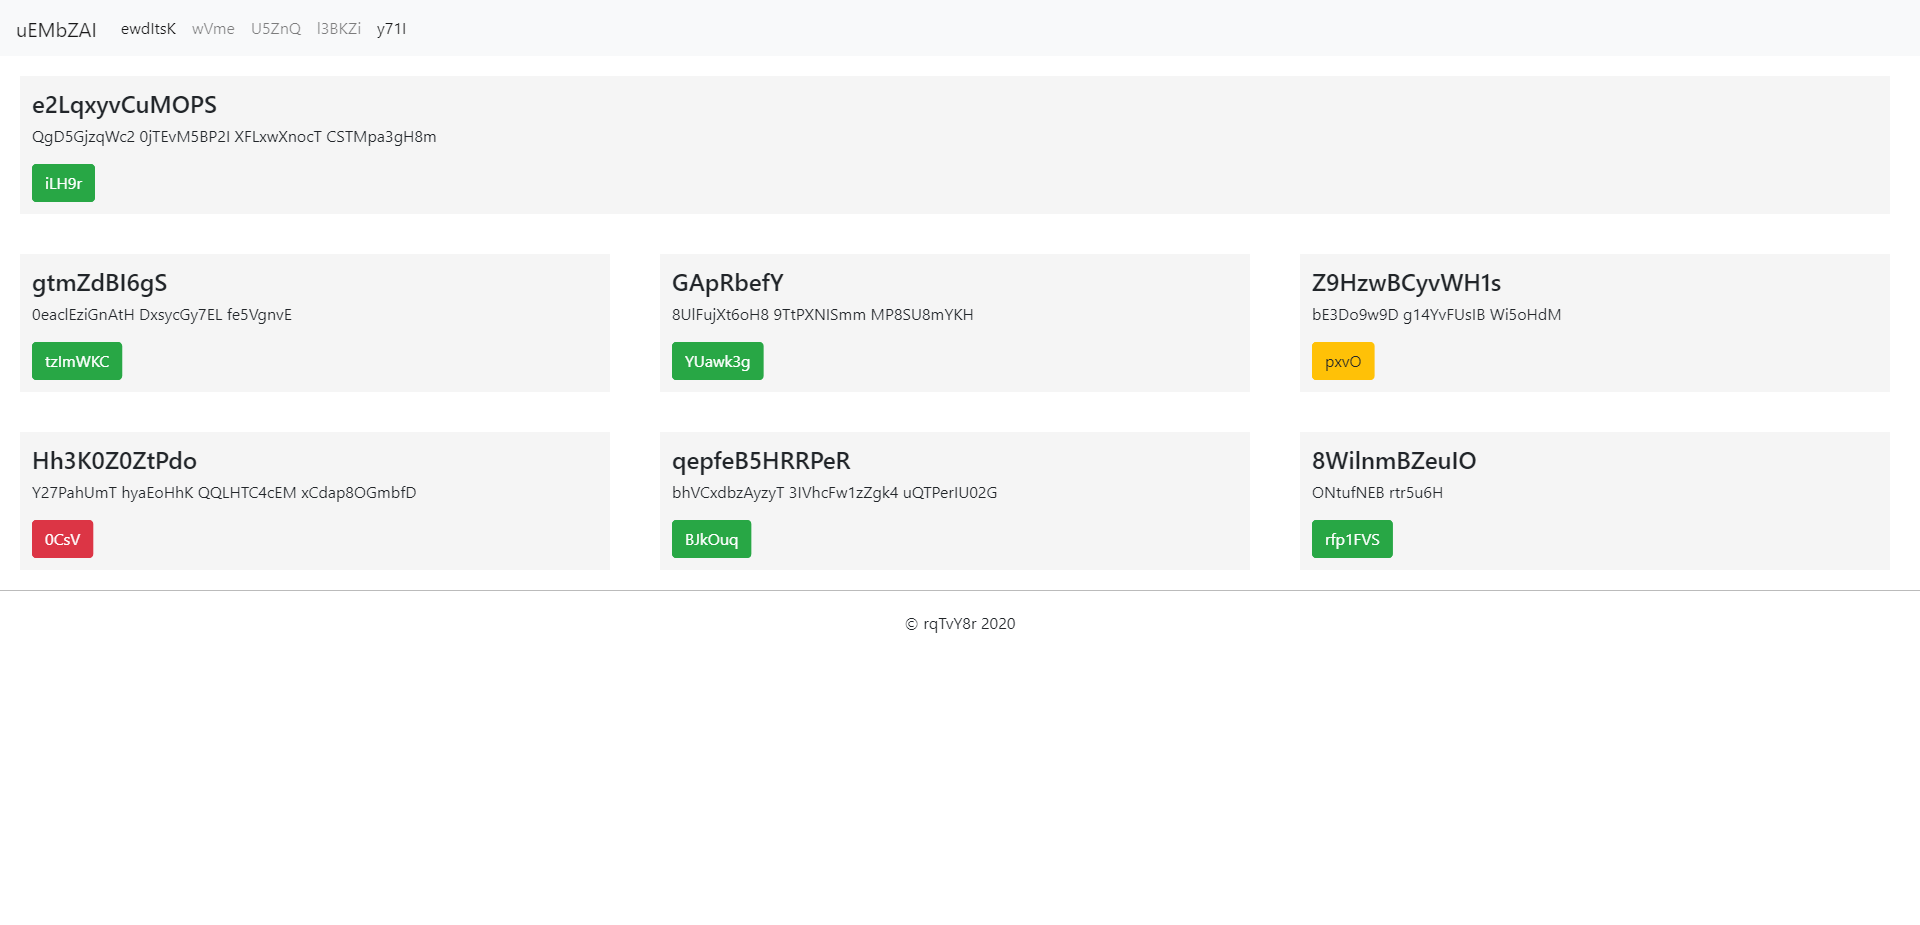 uEMbZAI ewdItsK wVme U5ZnQ l3BKZi y71I
e2LqxyvCuMOPS
QgD5GjzqWc2 0jTEvM5BP2I XFLxwXnocT CSTMpa3gH8m
iLH9r
gtmZdBI6gS
0eaclEziGnAtH DxsycGy7EL fe5VgnvE
tzImWKC
GApRbefY
8UlFujXt6oH8 9TtPXNISmm MP8SU8mYKH
YUawk3g
Z9HzwBCyvWH1s
bE3Do9w9D g14YvFUsIB Wi5oHdM
pxvO
Hh3K0Z0ZtPdo
Y27PahUmT hyaEoHhK QQLHTC4cEM xCdap8OGmbfD
0CsV
qepfeB5HRRPeR
bhVCxdbzAyzyT 3IVhcFw1zZgk4 uQTPerIU02G
BJkOuq
8WiInmBZeuIO
ONtufNEB rtr5u6H
rfp1FVS
© rqTvY8r 2020